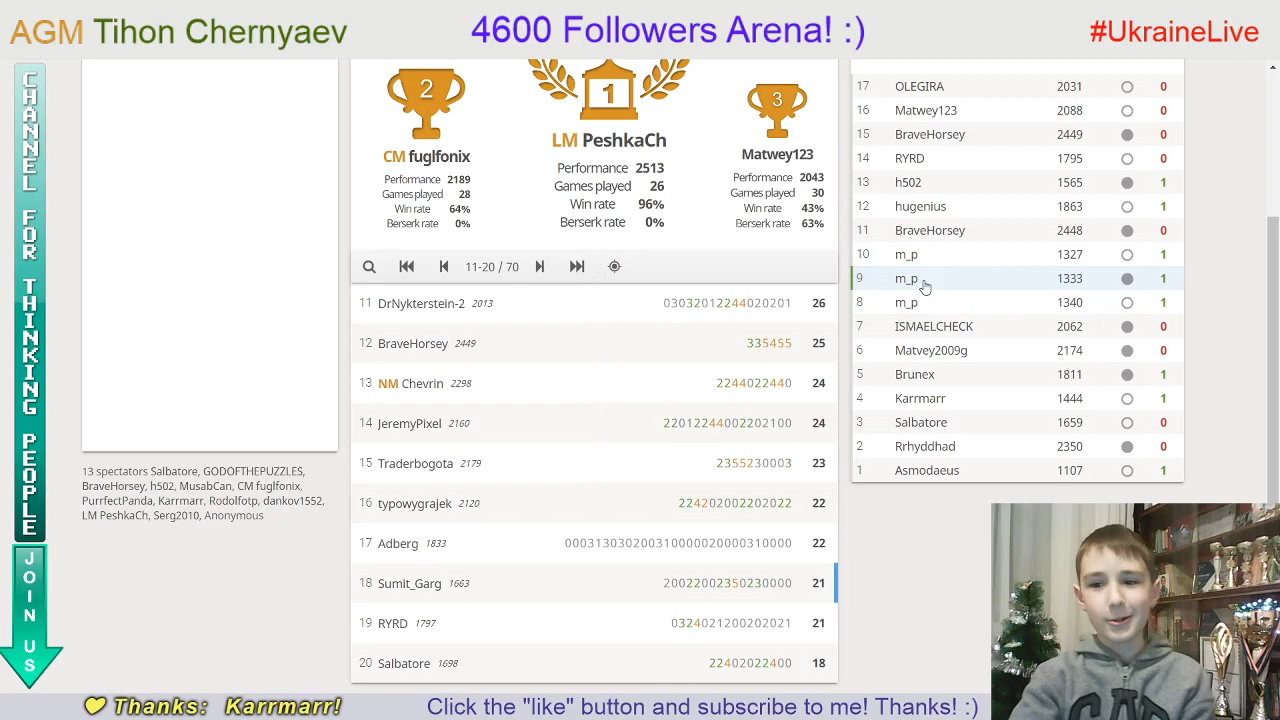 AGM Tihon Chernyaev
4600 Followers Arena! :)
#UkraineLive
CHANNEL FOR THINKING PEOPLE
JOIN US
13 spectators Salbatore, GODOFTHEPUZZLES,
BraveHorsey, h502, MusabCan, CM fuglfonix,
PurrfectPanda, Karrmarr, Rodolfotp, dankov1552,
LM PeshkaCh, Serg2010, Anonymous
2
CM fuglfonix
Performance 2189
Games played 28
Win rate 64%
Berserk rate 0%
1
LM PeshkaCh
Performance 2513
Games played 26
Win rate 96%
Berserk rate 0%
3
Matwey123
Performance 2043
Games played 30
Win rate 43%
Berserk rate 63%
11-20 / 70
11 DrNykterstein-2 2013 03032012244020201 26
12 BraveHorsey 2449 335455 25
13 NM Chevrin 2298 2244022440 24
14 JeremyPixel 2160 22012244002202100 24
15 Traderbogota 2179 2355230003 23
16 typowygrajek 2120 224202002202022 22
17 Adberg 1833 000313030200310000020000310000 22
18 Sumit_Garg 1663 20022002350230000 21
19 RYRD 1797 0324021200202021 21
20 Salbatore 1698 22402022400 18
17 OLEGIRA 2031 0
16 Matwey123 2088 0
15 BraveHorsey 2449 0
14 RYRD 1795 0
13 h502 1565 1
12 hugenius 1863 1
11 BraveHorsey 2448 0
10 m_p 1327 1
9 m_p 1333 1
8 m_p 1340 1
7 ISMAELCHECK 2062 0
6 Matvey2009g 2174 0
5 Brunex 1811 1
4 Karrmarr 1444 1
3 Salbatore 1659 0
2 Rrhyddhad 2350 0
1 Asmodaeus 1107 1
Thanks: Karrmarr!
Click the "like" button and subscribe to me! Thanks! :)